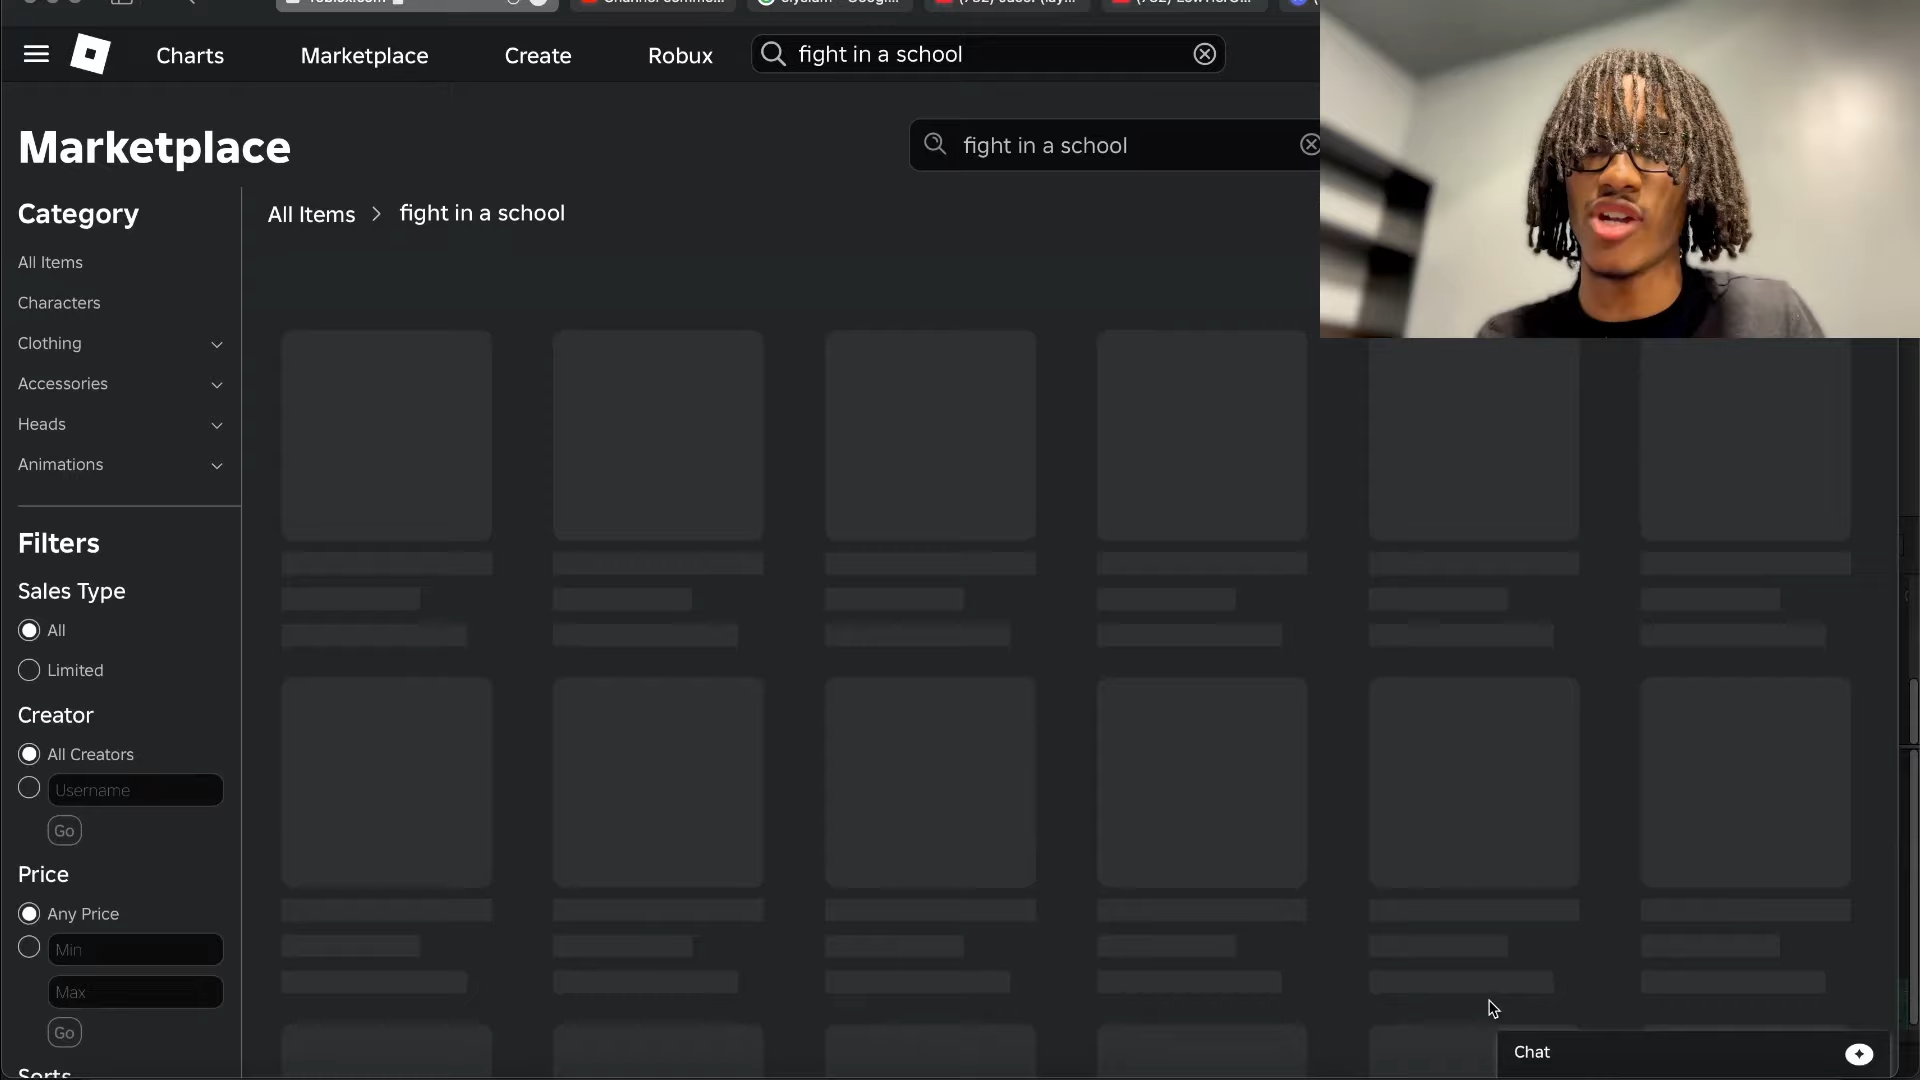 Charts
Marketplace
Create
Robux
fight in a school
Marketplace
fight in a school
Category
All Items > fight in a school
All Items
Characters
Clothing
Accessories
Heads
Animations
Filters
Sales Type
All
Limited
Creator
All Creators
Username
Go
Price
Any Price
Min
Max
Go
Sorts
Chat